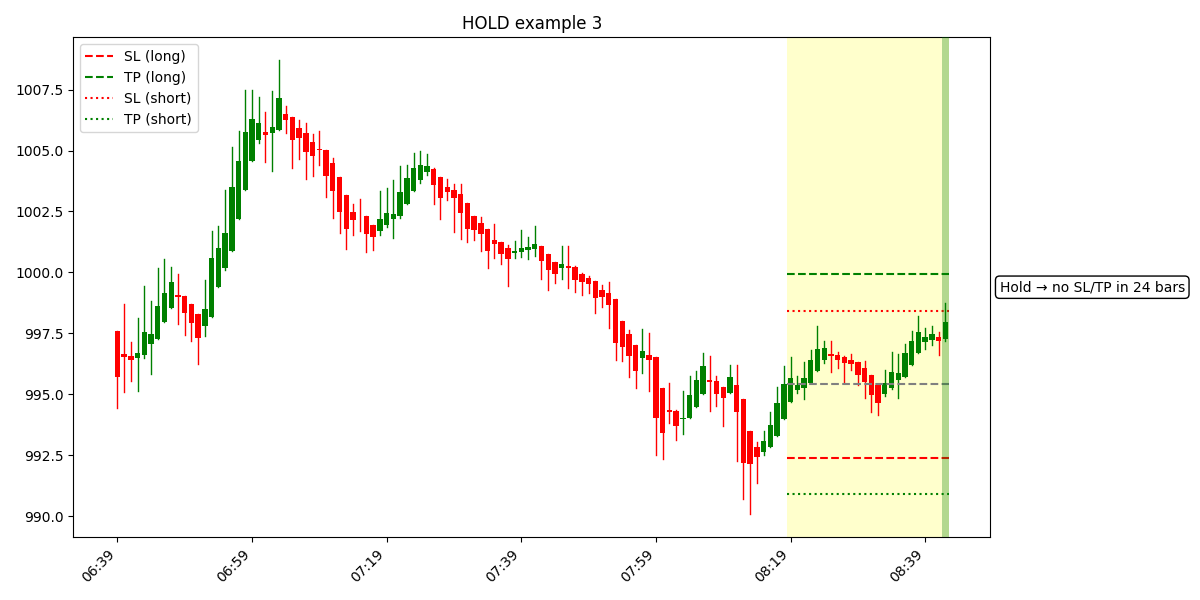 HOLD example 3
SL (long)
TP (long)
SL (short)
TP (short)
1007.5
1005.0
1002.5
1000.0
997.5
995.0
992.5
990.0
Hold → no SL/TP in 24 bars
06:39
06:59
07:19
07:39
07:59
08:19
08:39